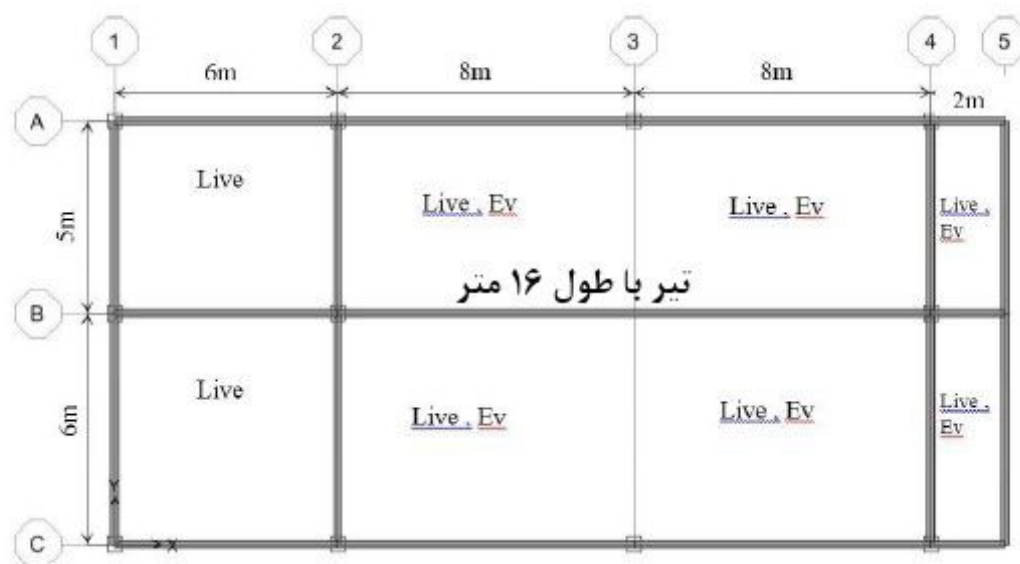 1 2 3 4 5
6m 8m 8m 2m
A
Live
Live , Ev
Live , Ev
Live ,
Ev
5m
تیر با طول ۱۶ متر
B
Live
Live , Ev
Live , Ev
Live ,
Ev
6m
Y
C
X